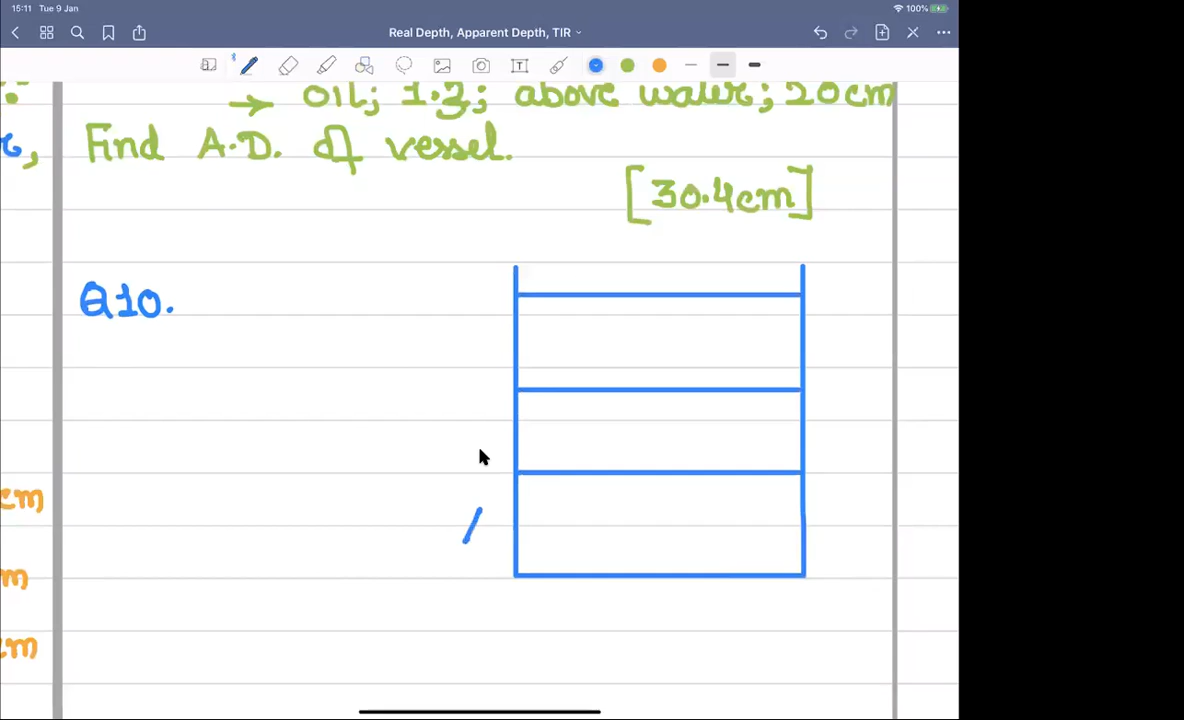 15:11 Tue 9 Jan
100%
Real Depth, Apparent Depth, TIR
→ Oil; 1.3; above water; 20cm
Find A.D. of vessel.
[30.4cm]
Q10.
cm
m
cm